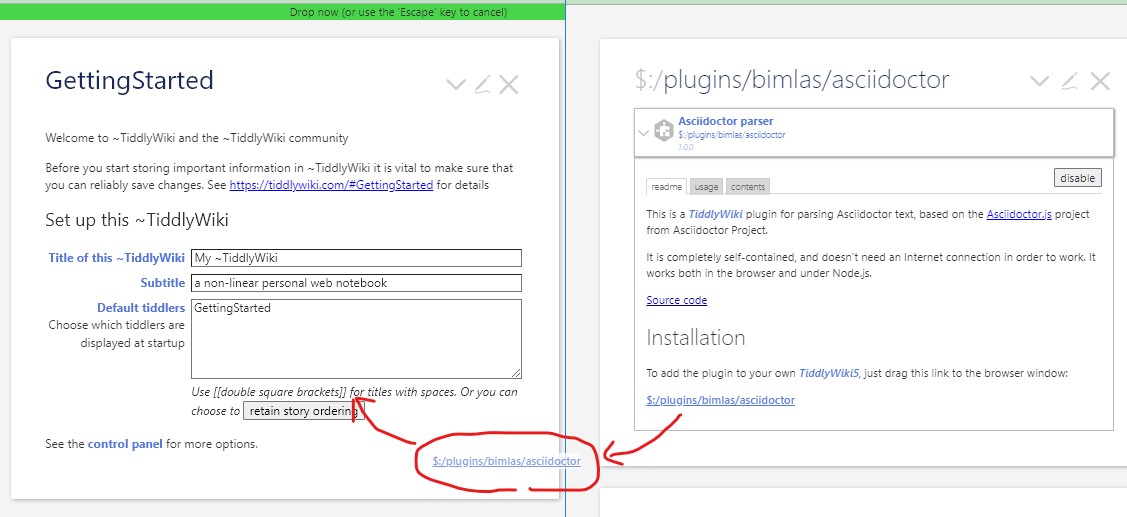 Drop now (or use the 'Escape' key to cancel)
GettingStarted
Welcome to ~TiddlyWiki and the ~TiddlyWiki community
Before you start storing important information in ~TiddlyWiki it is vital to make sure that
you can reliably save changes. See https://tiddlywiki.com/#GettingStarted for details
Set up this ~TiddlyWiki
Title of this ~TiddlyWiki My ~TiddlyWiki
Subtitle a non-linear personal web notebook
Default tiddlers GettingStarted
Choose which tiddlers are
displayed at startup
Use [[double square brackets]] for titles with spaces. Or you can
choose to retain story ordering
See the control panel for more options.
$:/plugins/bimlas/asciidoctor
$:/plugins/bimlas/asciidoctor
Asciidoctor parser
$:/plugins/bimlas/asciidoctor
1.0.0
disable
readme usage contents
This is a TiddlyWiki plugin for parsing Asciidoctor text, based on the Asciidoctor.js project
from Asciidoctor Project.
It is completely self-contained, and doesn't need an Internet connection in order to work. It
works both in the browser and under Node.js.
Source code
Installation
To add the plugin to your own TiddlyWiki5, just drag this link to the browser window:
$:/plugins/bimlas/asciidoctor